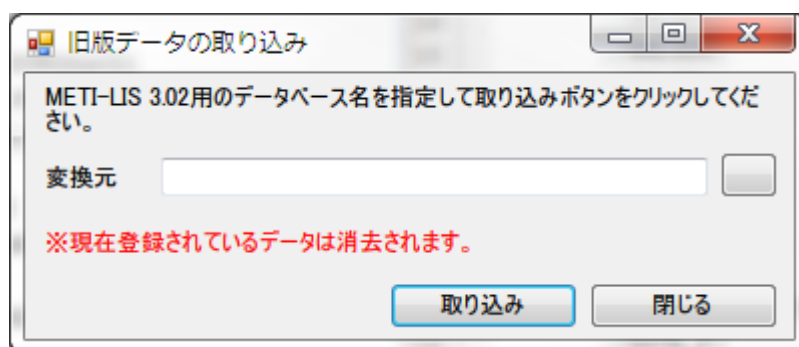 旧版データの取り込み
METI-LIS 3.02用のデータベース名を指定して取り込みボタンをクリックしてくだ
さい。
変換元
※現在登録されているデータは消去されます。
取り込み 閉じる